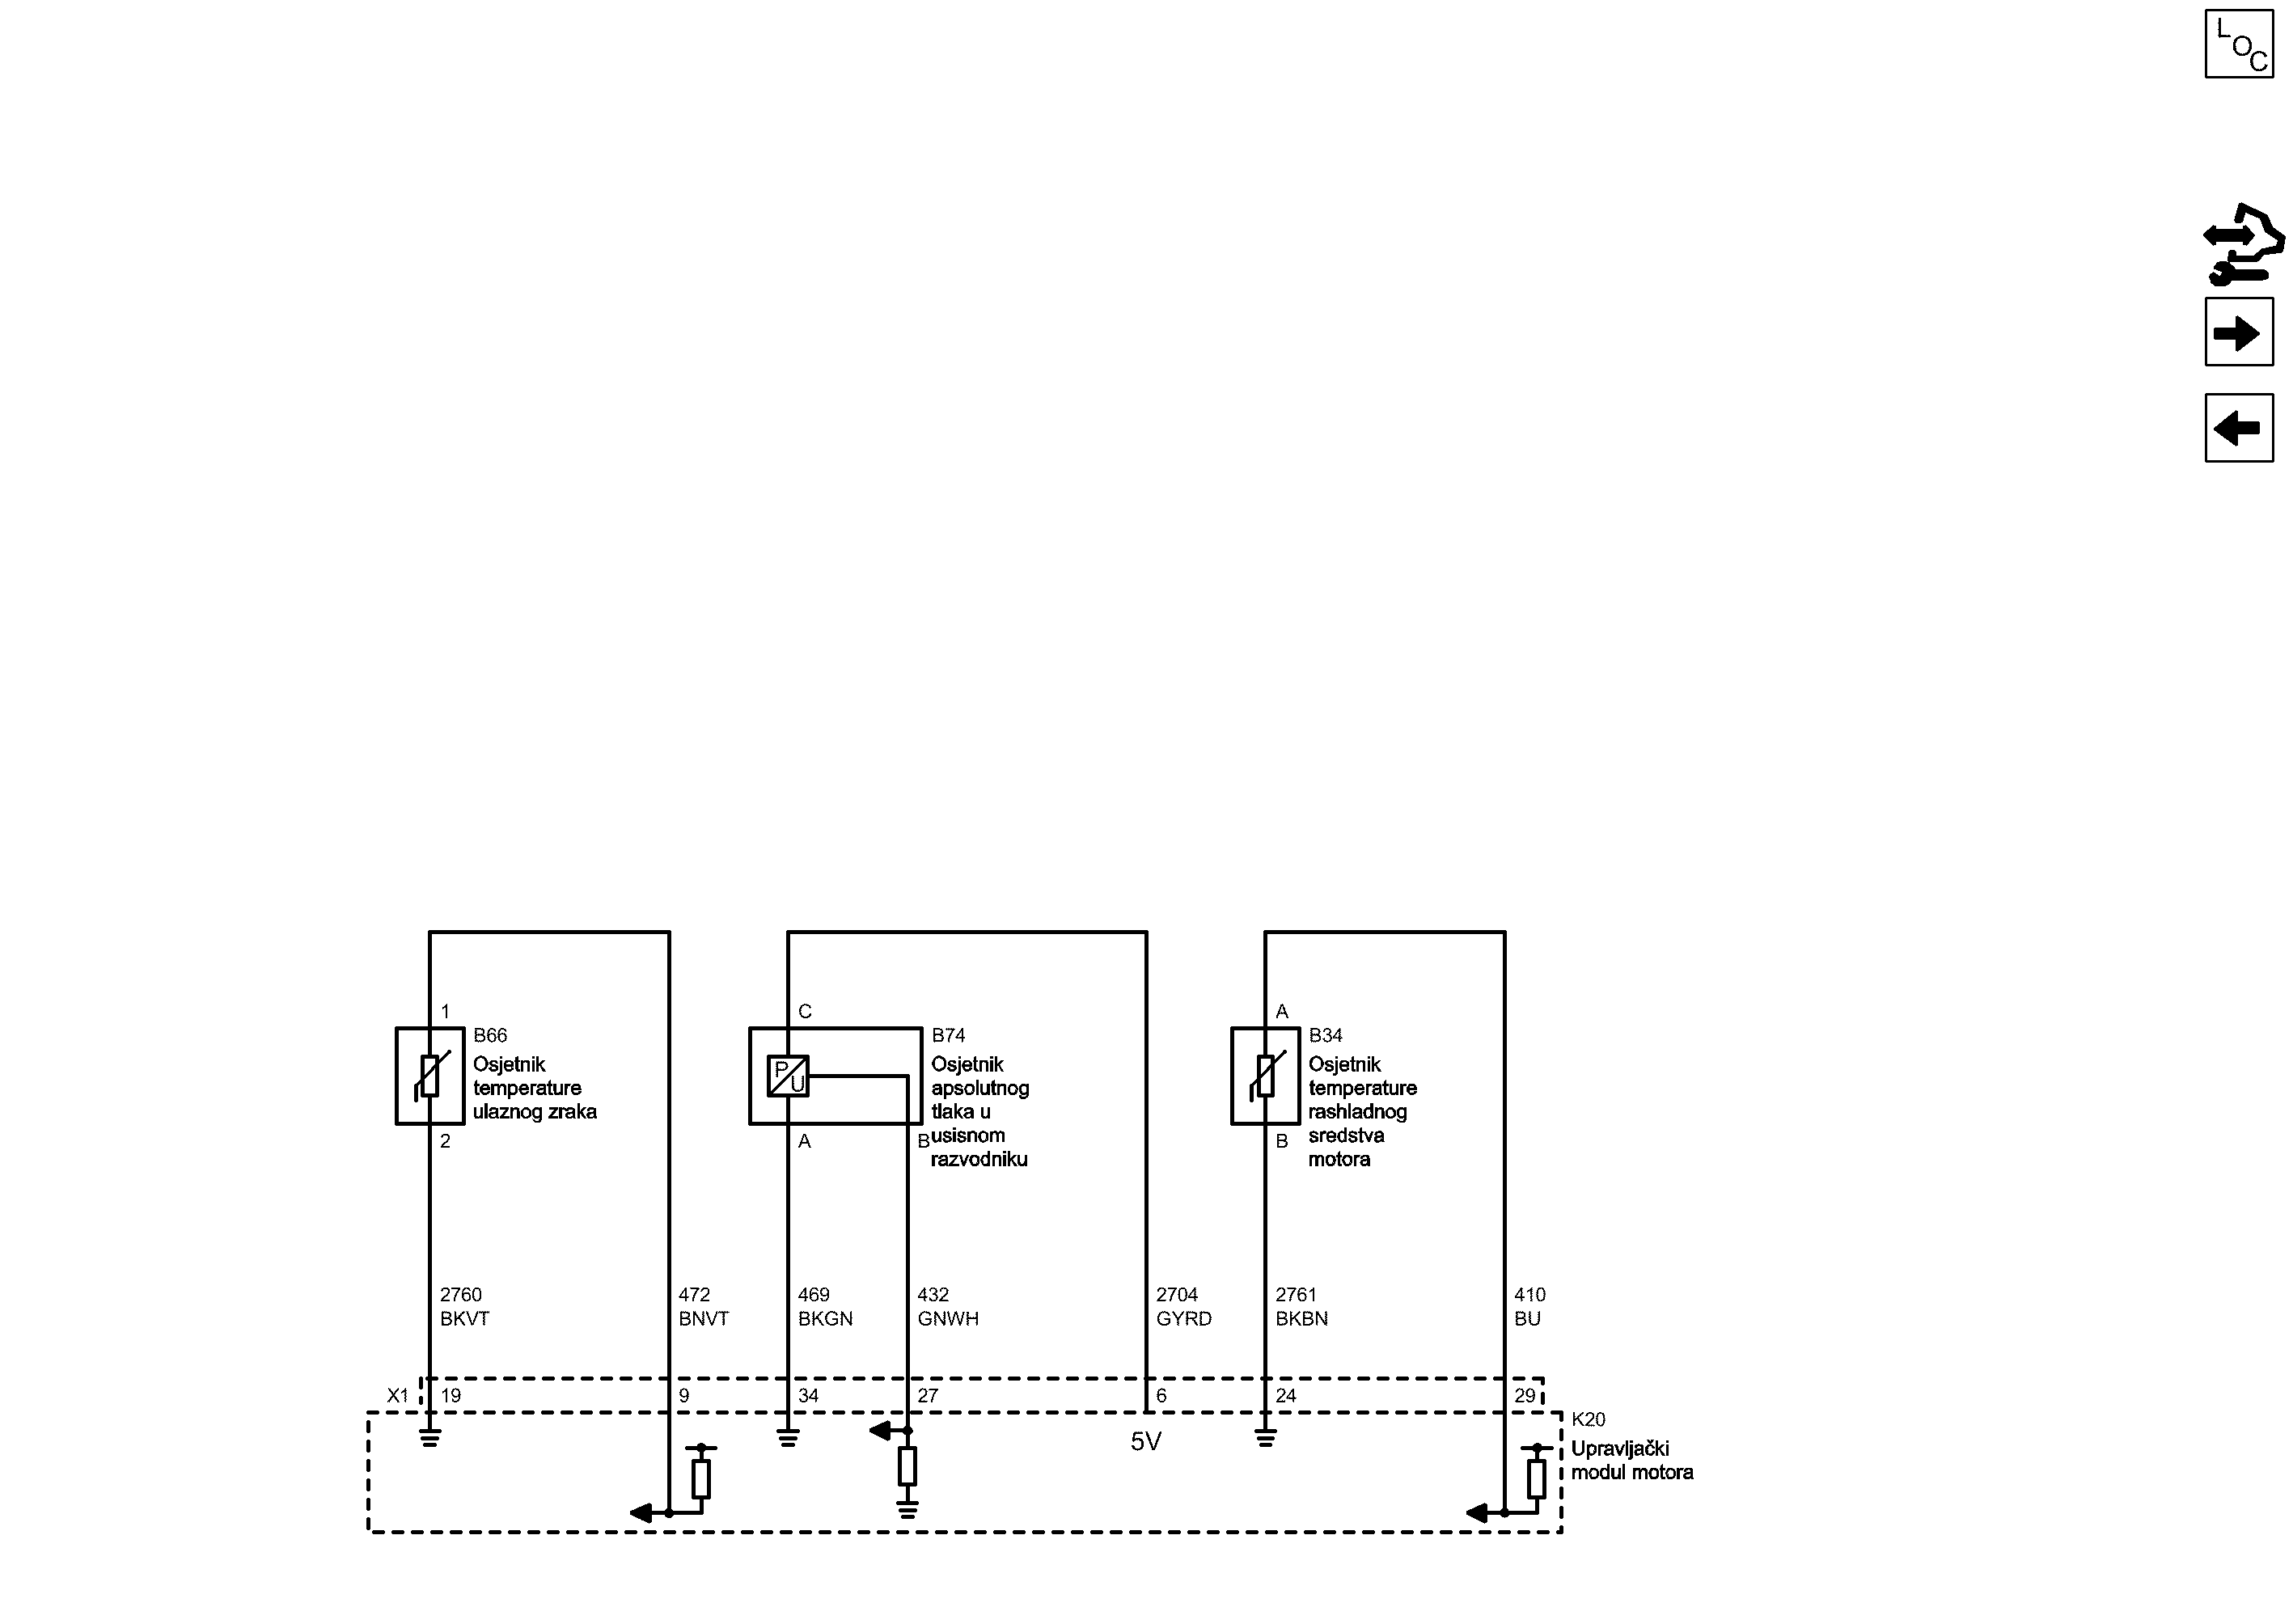 LOC
1
C
A
B66
Osjetnik
temperature
ulaznog zraka
B74
Osjetnik
apsolutnog
tlaka u
usisnom
razvodniku
B34
Osjetnik
temperature
rashladnog
sredstva
motora
P
U
2
A
B
B
2760
BKVT
472
BNVT
469
BKGN
432
GNWH
2704
GYRD
2761
BKBN
410
BU
X1
19
9
34
27
6
24
29
5V
K20
Upravljački
modul motora